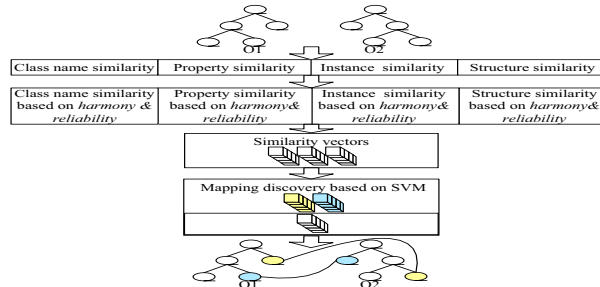 O1 O2
Class name similarity Property similarity Instance similarity Structure similarity
Class name similarity Property similarity Instance similarity Structure similarity
based on harmony & based on harmony& based on harmony& based on harmony&
reliability reliability reliability reliability
Similarity vectors
Mapping discovery based on SVM
O1 O2